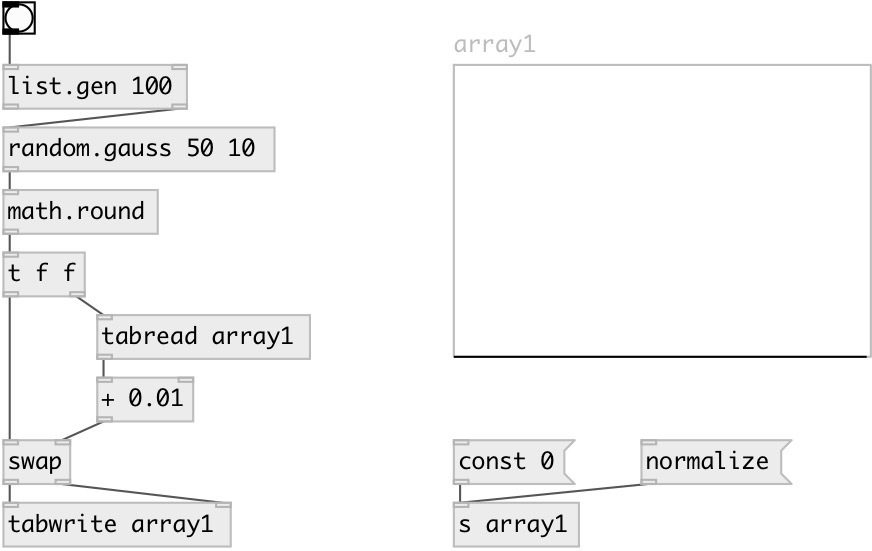 list.gen 100
random.gauss 50 10
math.round
t f f
tabread array1
+ 0.01
swap
tabwrite array1
array1
const 0
normalize
s array1